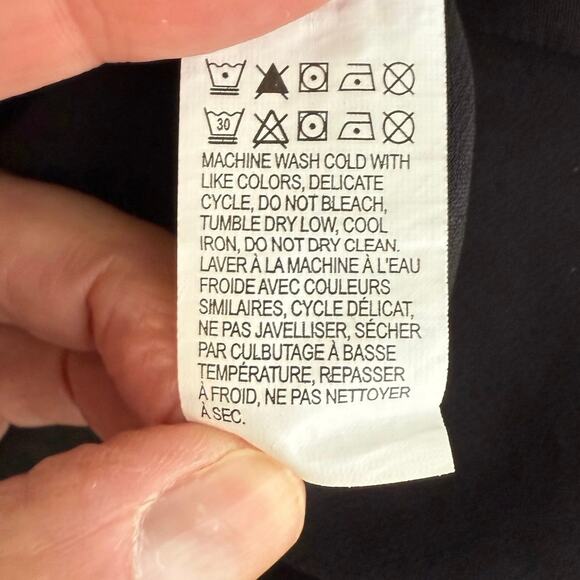 30
MACHINE WASH COLD WITH
LIKE COLORS, DELICATE
CYCLE, DO NOT BLEACH,
TUMBLE DRY LOW, COOL
IRON, DO NOT DRY CLEAN.
LAVER À LA MACHINE À L'EAU
FROIDE AVEC COULEURS
SIMILAIRES, CYCLE DÉLICAT,
NE PAS JAVELLISER, SÉCHER
PAR CULBUTAGE À BASSE
TEMPÉRATURE, REPASSER
À FROID, NE PAS NETTOYER
À SEC.